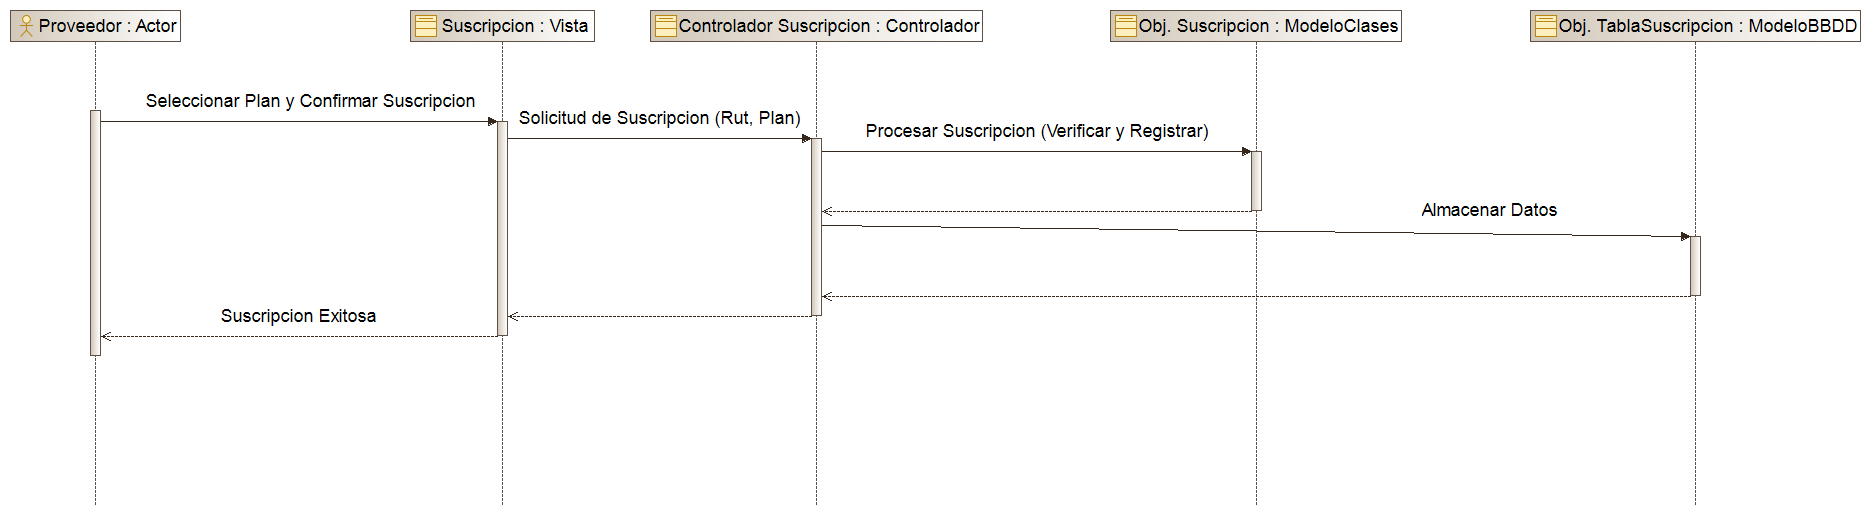 Proveedor : Actor
Suscripcion : Vista
Controlador Suscripcion : Controlador
Obj. Suscripcion : ModeloClases
Obj. TablaSuscripcion : ModeloBBDD
Seleccionar Plan y Confirmar Suscripcion
Solicitud de Suscripcion (Rut, Plan)
Procesar Suscripcion (Verificar y Registrar)
Almacenar Datos
Suscripcion Exitosa